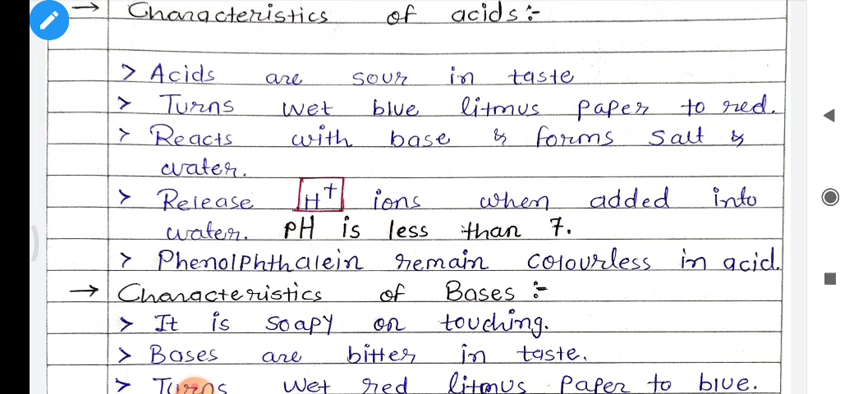 → Characteristics of acids:-
> Acids are sour in taste
> Turns wet blue litmus paper to red.
> Reacts with base & forms salt &
water.
> Release H+ ions when added into
water. pH is less than 7.
> Phenolphthalein remain colourless in acid.
→ Characteristics of Bases :-
> It is soapy on touching.
> Bases are bitter in taste.
> Turns wet red litmus paper to blue.